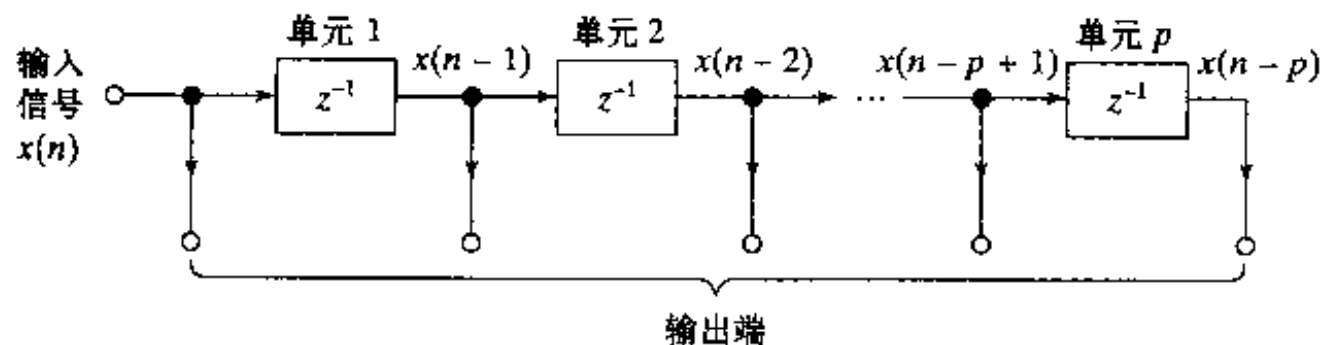 输入
信号
x(n)
单元 1
z⁻¹
x(n − 1)
单元 2
z⁻¹
x(n − 2)
...
x(n − p + 1)
单元 p
z⁻¹
x(n − p)
输出端